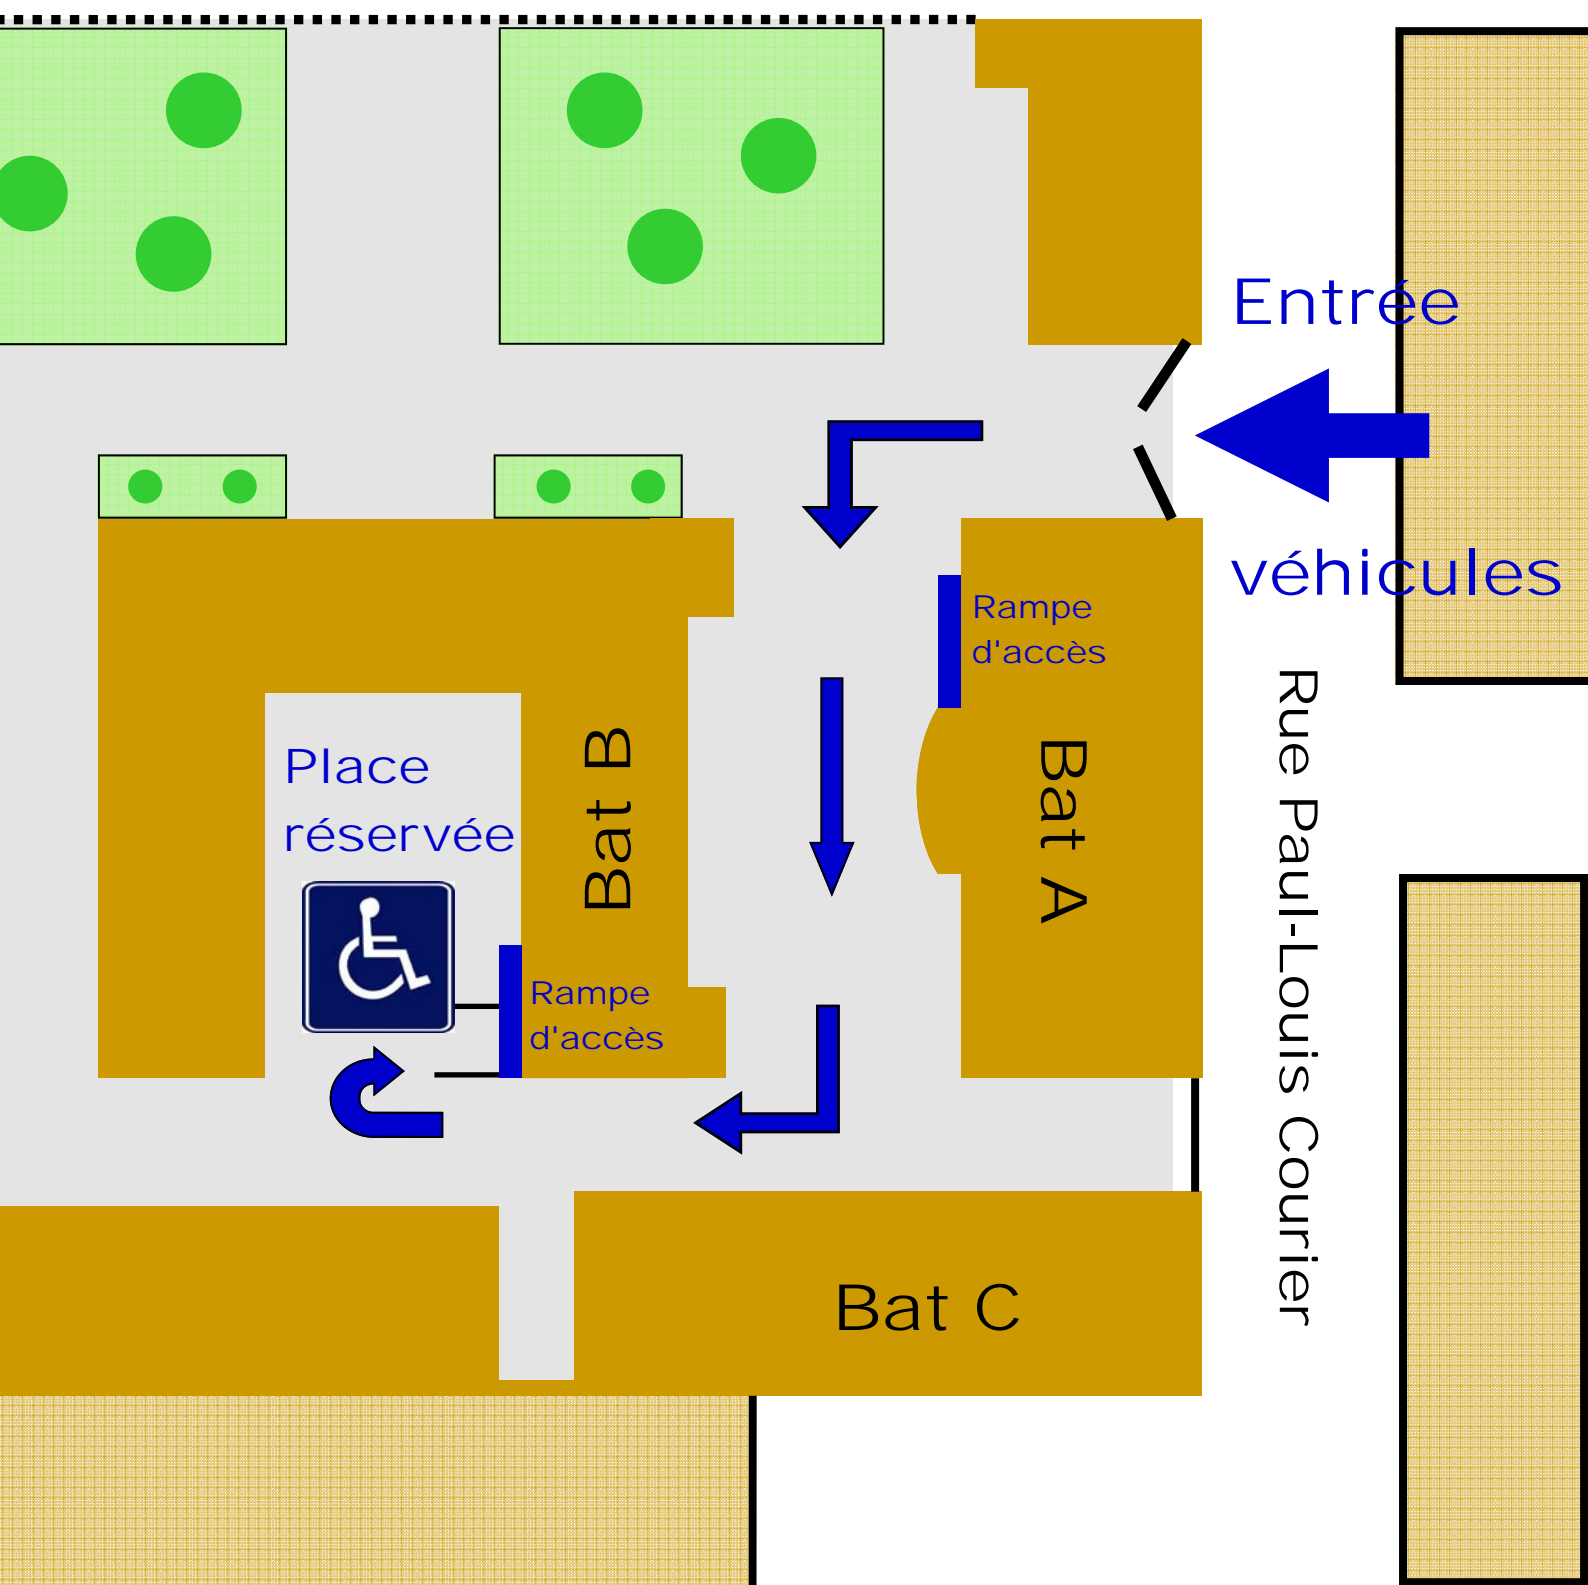 Entrée
véhicules
Rampe
d'accès
Rue Paul-Louis Courier
Place
réservée
Bat B
Bat A
Rampe
d'accès
Bat C